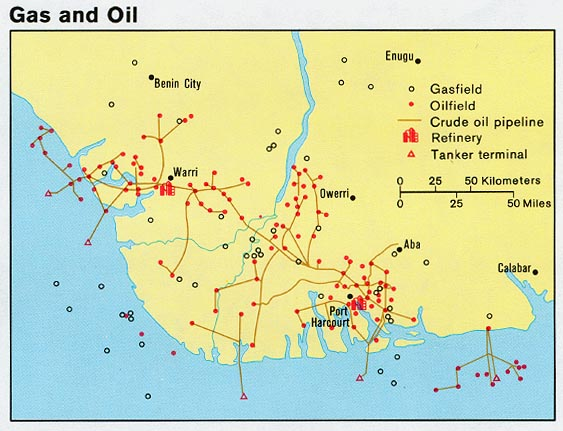 Gas and Oil
Enugu
Benin City
Gasfield
Oilfield
Crude oil pipeline
Refinery
Tanker terminal
0 25 50 Kilometers
0 25 50 Miles
Warri
Owerri
Aba
Calabar
Port
Harcourt